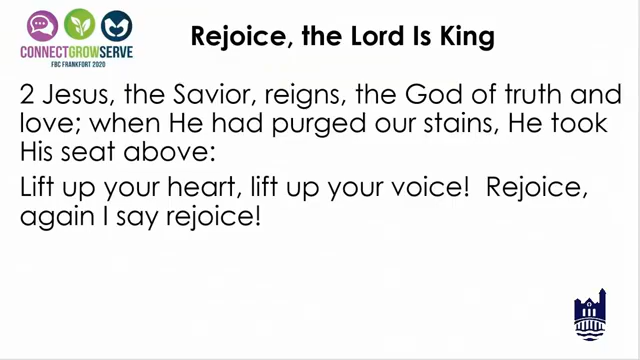 Rejoice, the Lord Is King
CONNECTGROWSERVE
FBC FRANKFORT 2020
2 Jesus, the Savior, reigns, the God of truth and
love; when He had purged our stains, He took
His seat above:
Lift up your heart, lift up your voice!  Rejoice,
again I say rejoice!